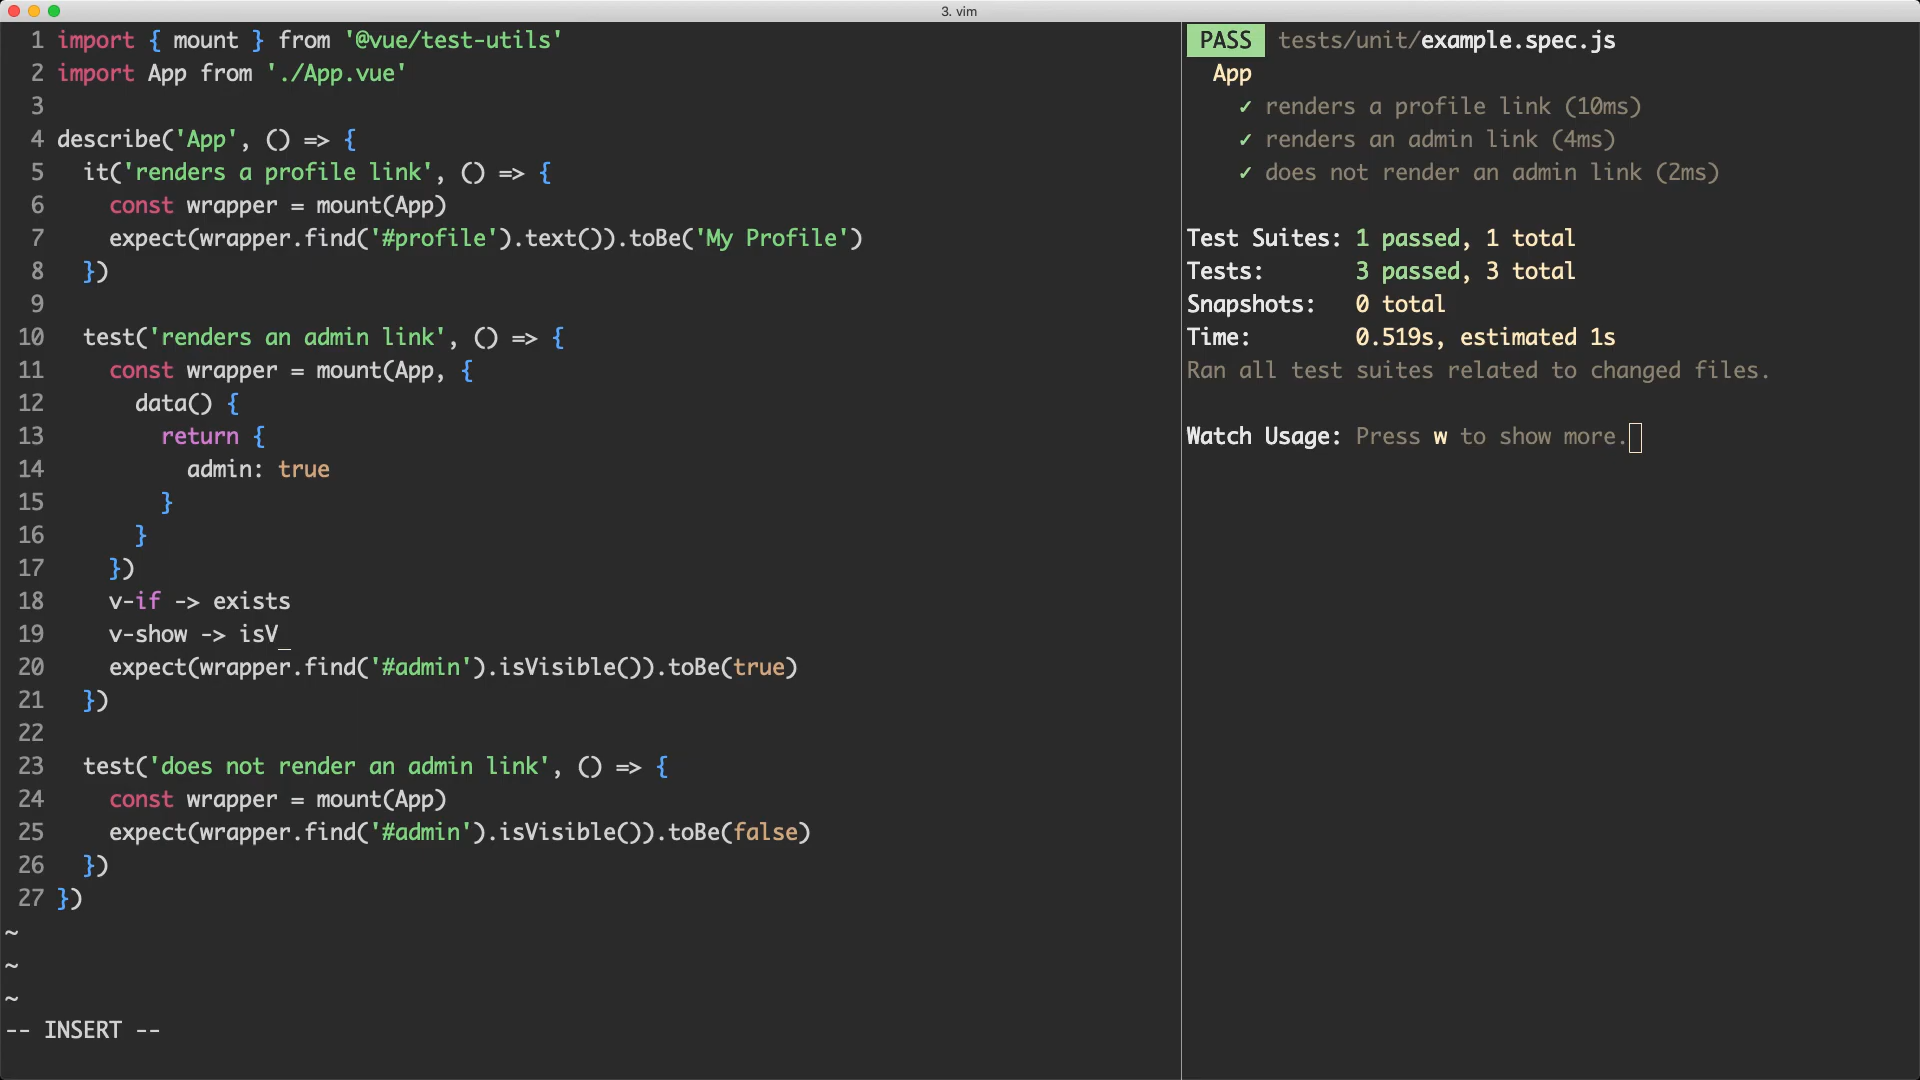 3. vim
1 import { mount } from '@vue/test-utils'
2 import App from './App.vue'
3
4 describe('App', () => {
5   it('renders a profile link', () => {
6     const wrapper = mount(App)
7     expect(wrapper.find('#profile').text()).toBe('My Profile')
8   })
9
10   test('renders an admin link', () => {
11     const wrapper = mount(App, {
12       data() {
13         return {
14           admin: true
15         }
16       }
17     })
18     v-if -> exists
19     v-show -> isV_
20     expect(wrapper.find('#admin').isVisible()).toBe(true)
21   })
22
23   test('does not render an admin link', () => {
24     const wrapper = mount(App)
25     expect(wrapper.find('#admin').isVisible()).toBe(false)
26   })
27 })
~
~
~
-- INSERT --
PASS tests/unit/example.spec.js
App
✓ renders a profile link (10ms)
✓ renders an admin link (4ms)
✓ does not render an admin link (2ms)
Test Suites: 1 passed, 1 total
Tests:       3 passed, 3 total
Snapshots:   0 total
Time:        0.519s, estimated 1s
Ran all test suites related to changed files.
Watch Usage: Press w to show more.